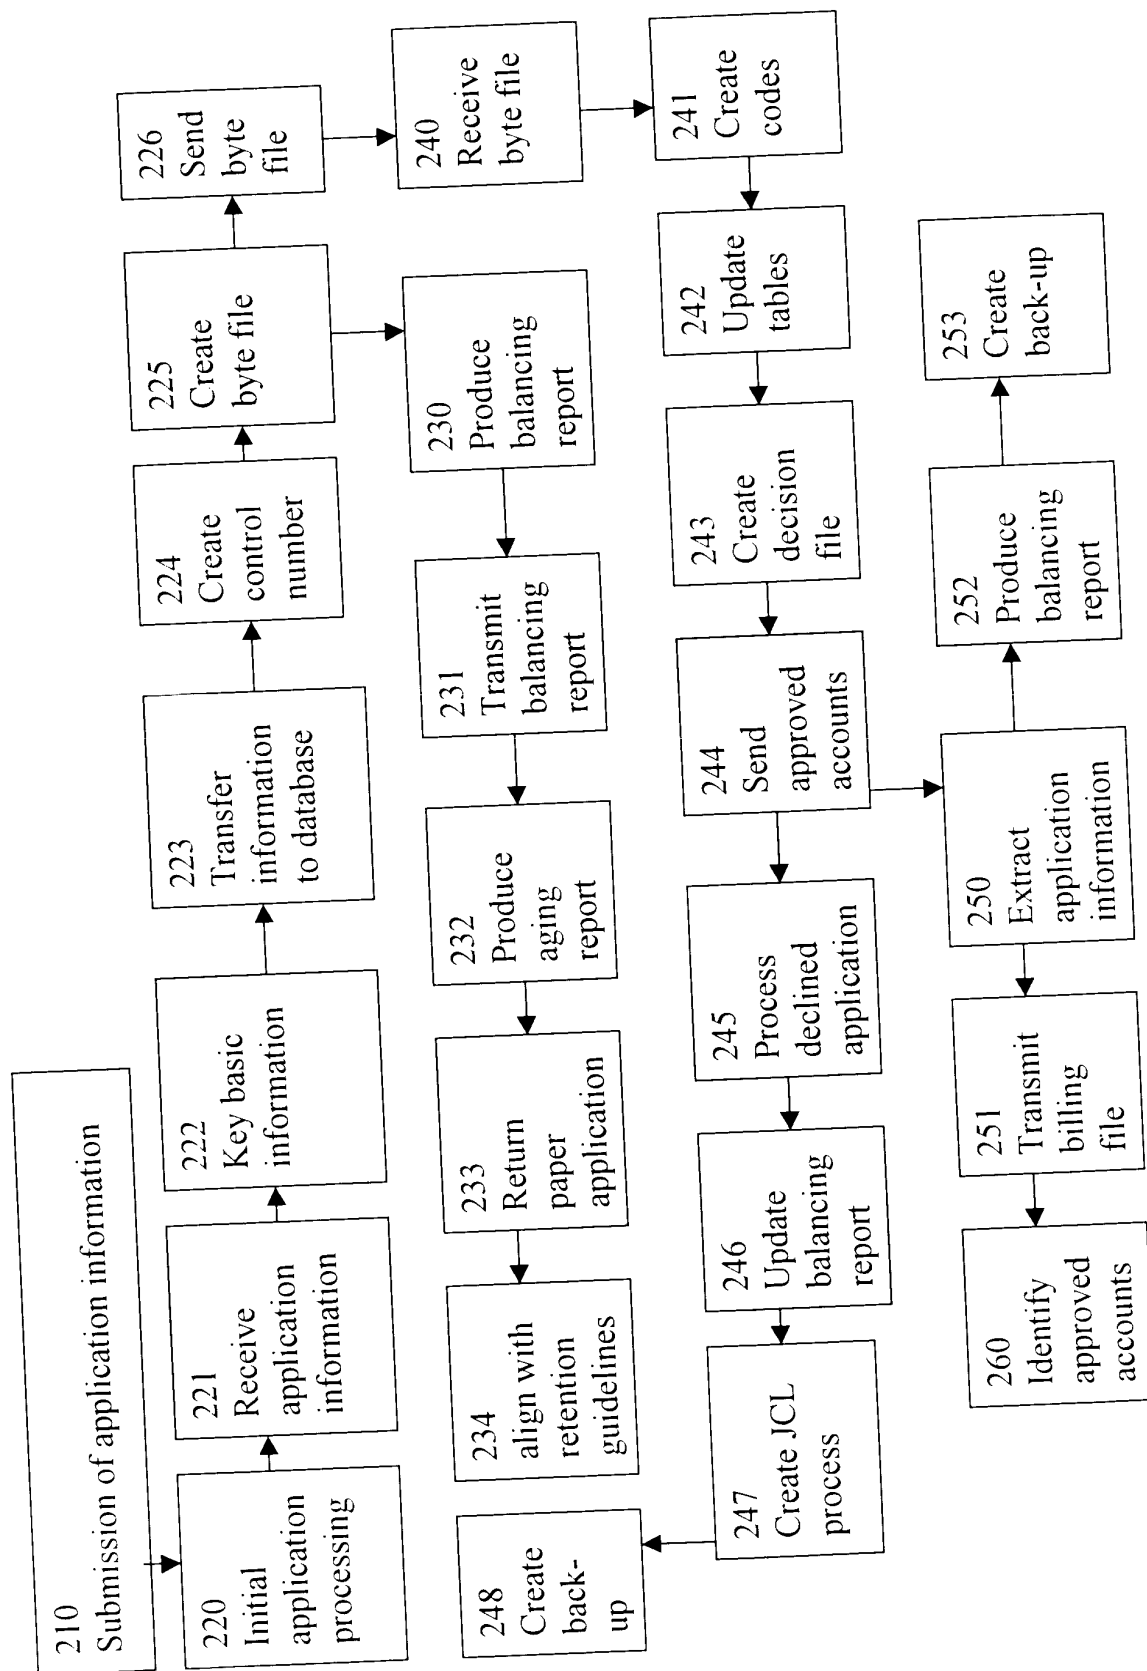 210
Submission of application information
220
Initial
application
processing
221
Receive
application
information
222
Key basic
information
223
Transfer
information
to database
224
Create
control
number
225
Create
byte file
226
Send
byte
file
230
Produce
balancing
report
231
Transmit
balancing
report
232
Produce
aging
report
233
Return
paper
application
234
align with
retention
guidelines
240
Receive
byte file
241
Create
codes
242
Update
tables
243
Create
decision
file
244
Send
approved
accounts
245
Process
declined
application
246
Update
balancing
report
247
Create JCL
process
248
Create
back-
up
250
Extract
application
information
251
Transmit
billing
file
252
Produce
balancing
report
253
Create
back-up
260
Identify
approved
accounts